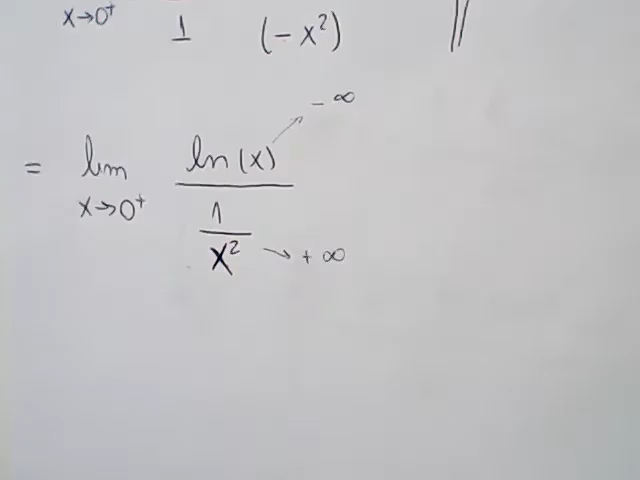 x→0⁺ 1 (-x²) //
→ -∞
= lim ln(x)
x→0⁺ 1
x² → +∞